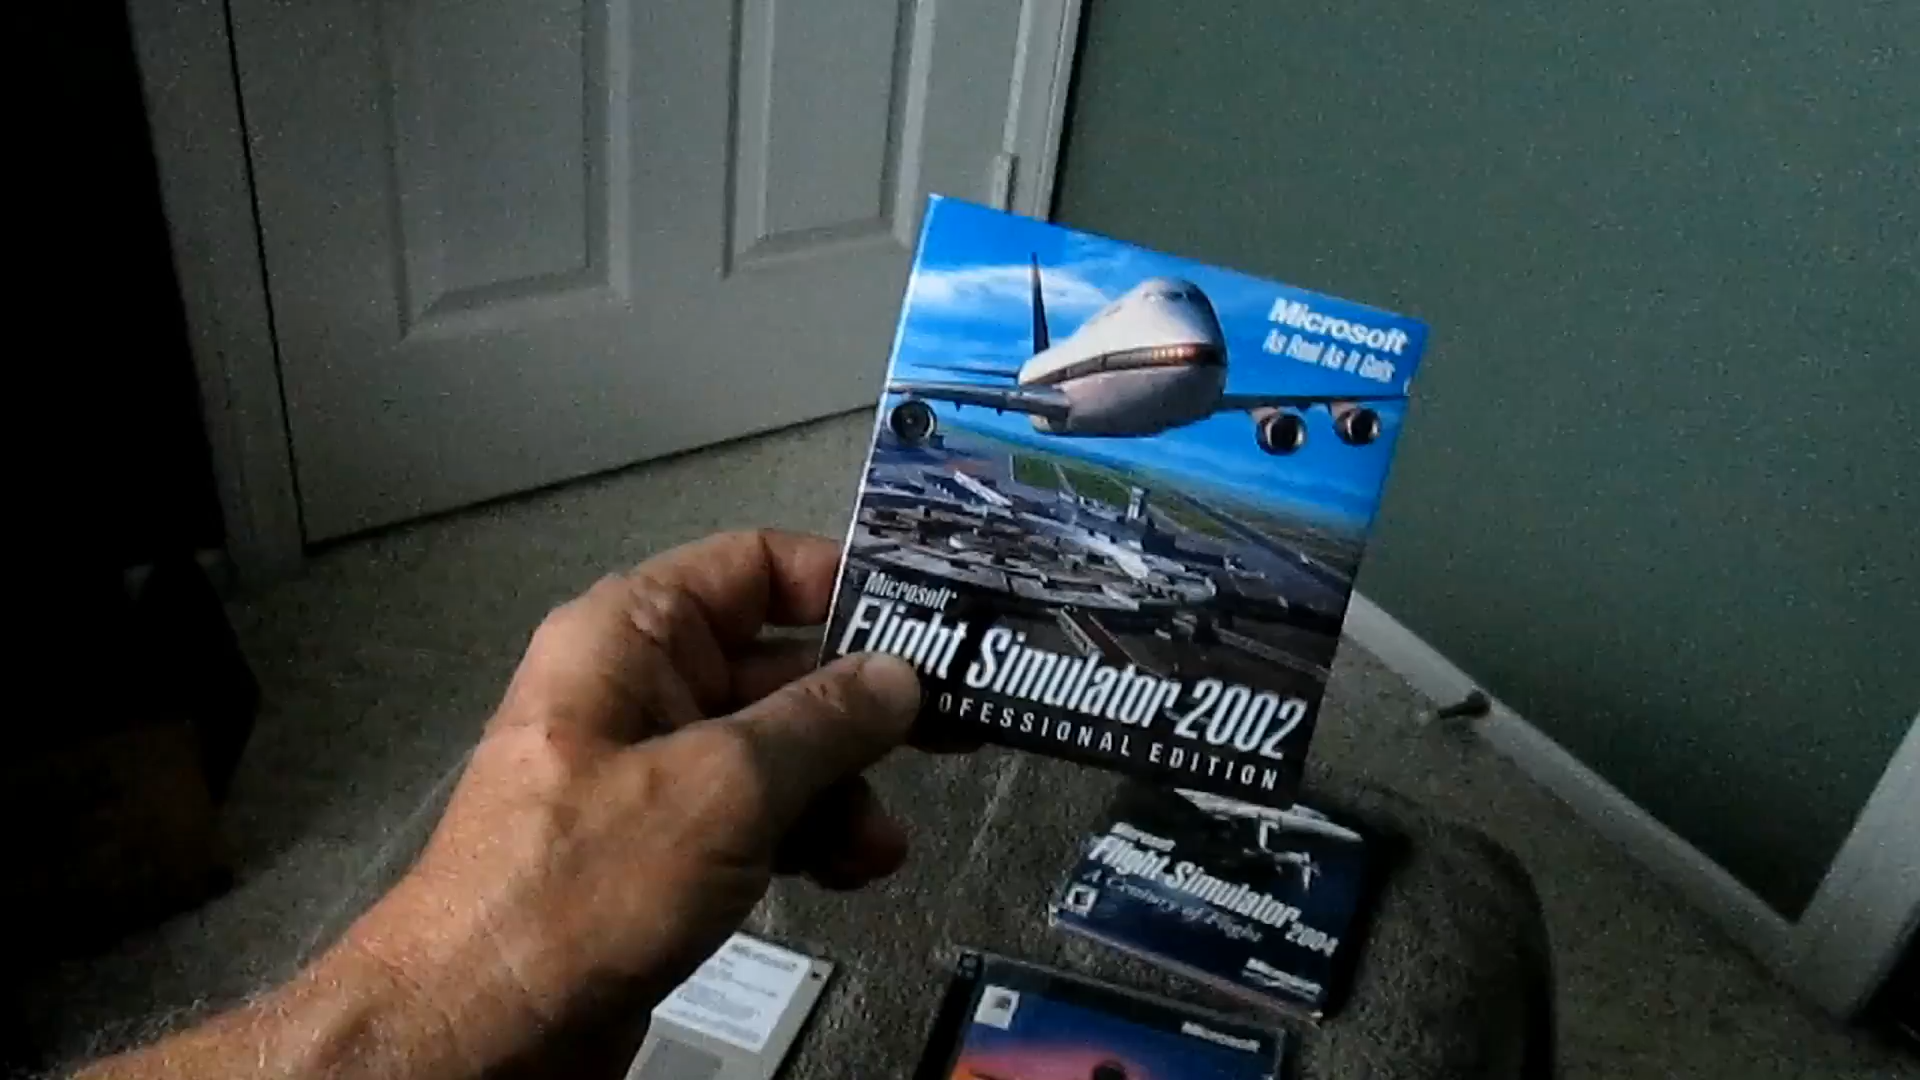 Microsoft
As Real As It Gets
Microsoft
Flight Simulator 2002
OFESSIONAL EDITION
Microsoft
Flight Simulator
A Century of Flight
2004
Microsoft
Microsoft
Microsoft